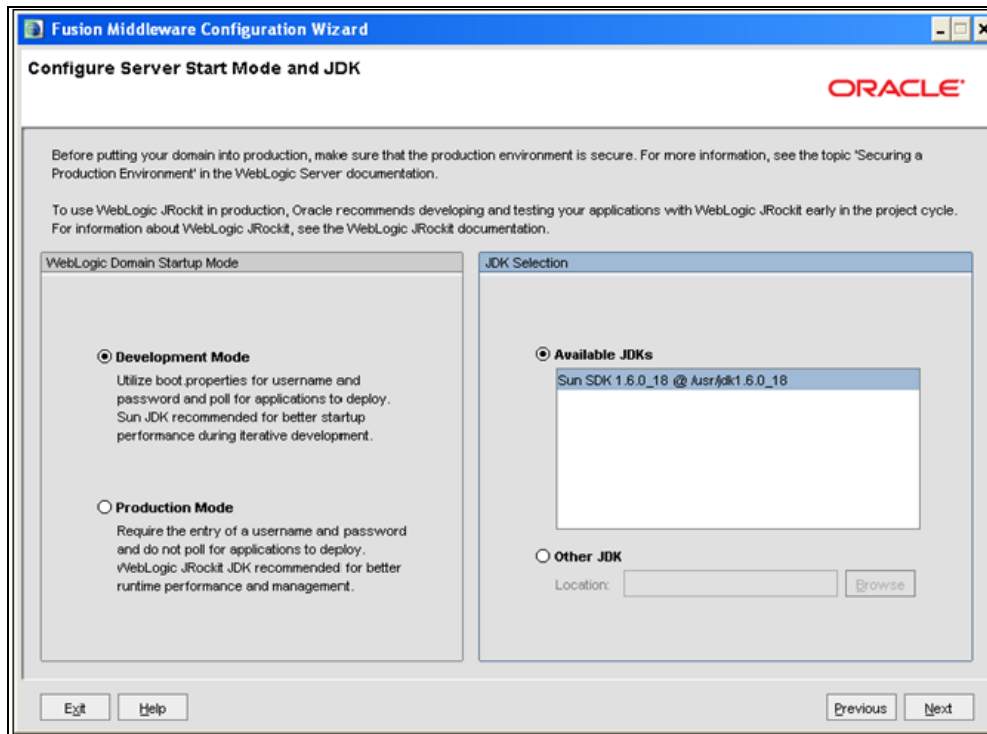 Fusion Middleware Configuration Wizard
Configure Server Start Mode and JDK
ORACLE
Before putting your domain into production, make sure that the production environment is secure. For more information, see the topic 'Securing a
Production Environment' in the WebLogic Server documentation.
To use WebLogic JRockit in production, Oracle recommends developing and testing your applications with WebLogic JRockit early in the project cycle.
For information about WebLogic JRockit, see the WebLogic JRockit documentation.
WebLogic Domain Startup Mode
Development Mode
Utilize boot.properties for username and
password and poll for applications to deploy.
Sun JDK recommended for better startup
performance during iterative development.
Production Mode
Require the entry of a username and password
and do not poll for applications to deploy.
WebLogic JRockit JDK recommended for better
runtime performance and management.
JDK Selection
Available JDKs
Sun SDK 1.6.0_18 @ /usr/jdk1.6.0_18
Other JDK
Location:
Browse
Exit
Help
Previous
Next